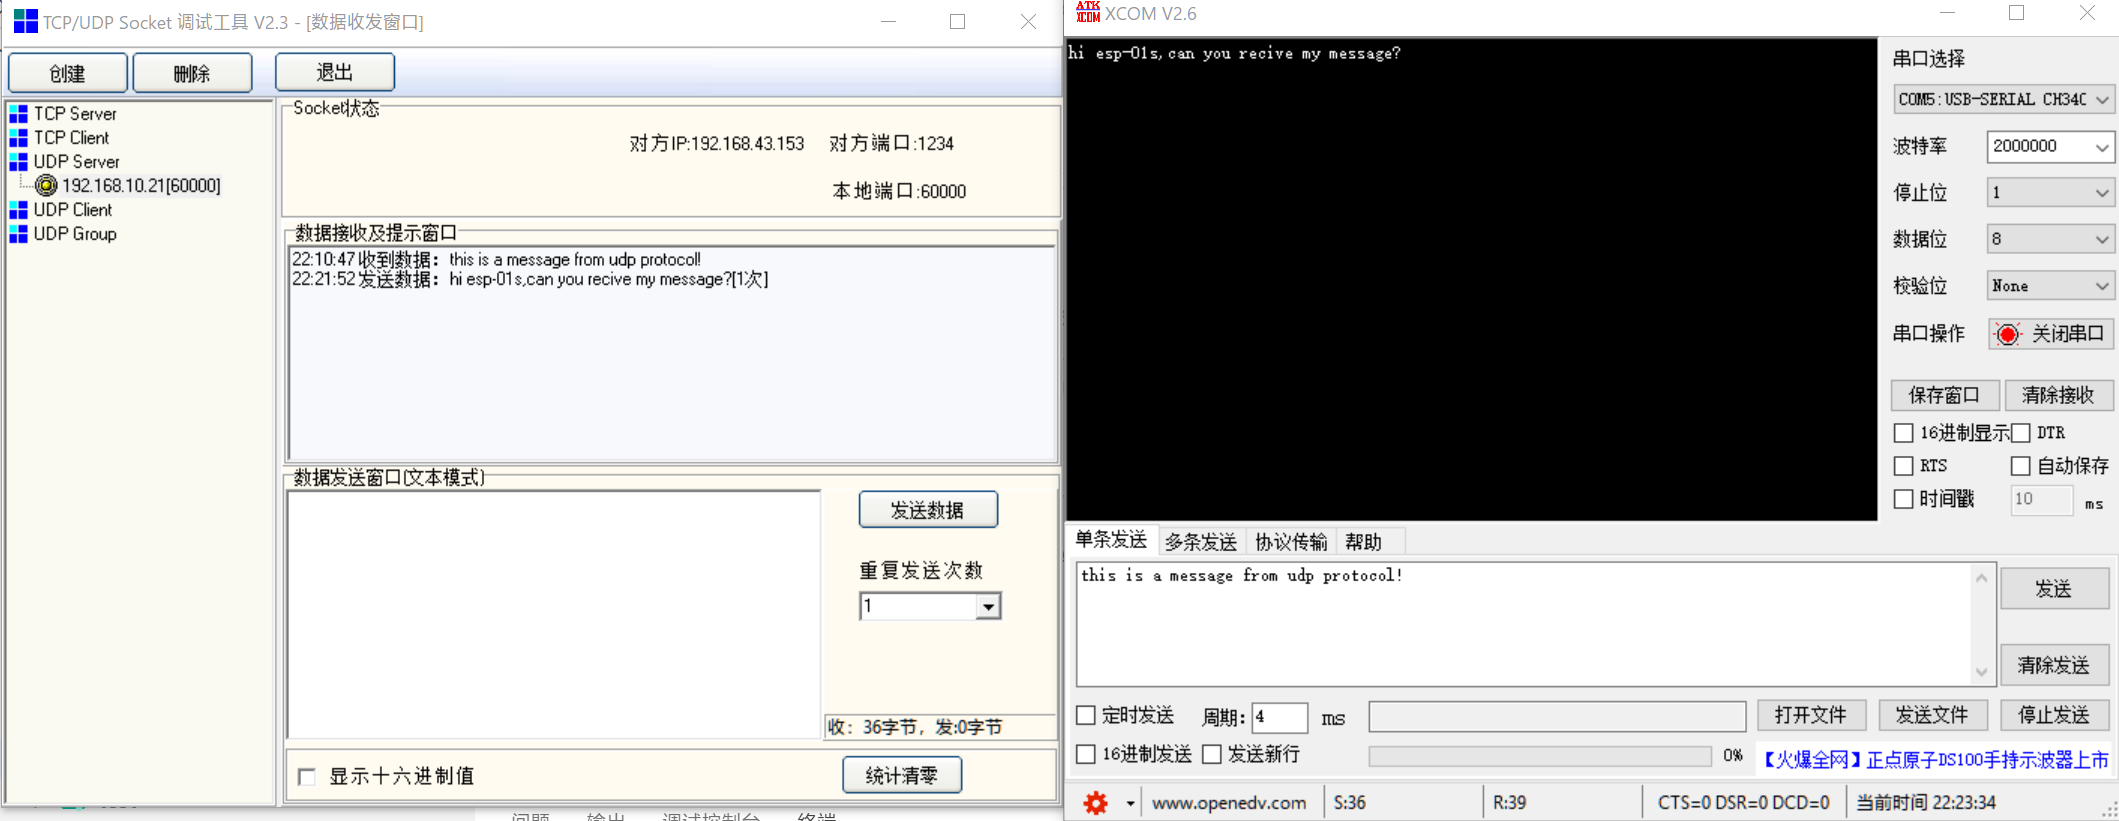 TCP/UDP Socket 调试工具 V2.3 - [数据收发窗口]
创建 删除 退出
TCP Server
TCP Client
UDP Server
192.168.10.21[60000]
UDP Client
UDP Group
Socket状态
对方IP:192.168.43.153 对方端口:1234
本地端口:60000
数据接收及提示窗口
22:10:47 收到数据：this is a message from udp protocol!
22:21:52 发送数据：hi esp-01s,can you recive my message?[1次]
数据发送窗口(文本模式)
发送数据
重复发送次数
1
收：36字节，发:0字节
显示十六进制值 统计清零
问题 输出 调试控制台 终端
ATK XCOM XCOM V2.6
hi esp-01s,can you recive my message?
串口选择
COM5:USB-SERIAL CH34C
波特率 2000000
停止位 1
数据位 8
校验位 None
串口操作 关闭串口
保存窗口 清除接收
16进制显示 DTR
RTS 自动保存
时间戳 10 ms
单条发送 多条发送 协议传输 帮助
this is a message from udp protocol!
发送
清除发送
定时发送 周期: 4 ms 打开文件 发送文件 停止发送
16进制发送 发送新行 0% 【火爆全网】正点原子DS100手持示波器上市
www.openedv.com S:36 R:39 CTS=0 DSR=0 DCD=0 当前时间 22:23:34